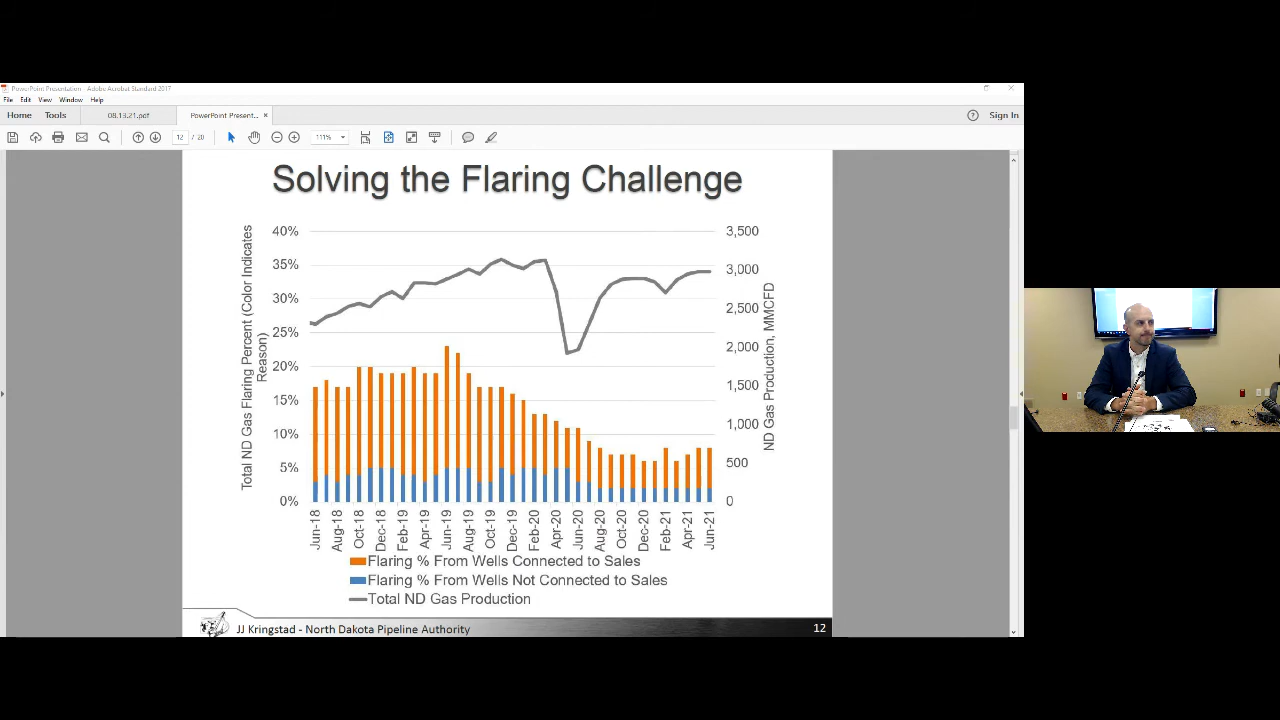 PowerPoint Presentation - Adobe Acrobat Standard 2017
File Edit View Window Help
Home Tools 08.13.21.pdf PowerPoint Present... × Sign In
12 / 20 111%
Solving the Flaring Challenge
Total ND Gas Flaring Percent (Color Indicates
Reason)
40%
35%
30%
25%
20%
15%
10%
5%
0%
3,500
3,000
2,500
2,000
1,500
1,000
500
0
ND Gas Production, MMCFD
Jun-18 Aug-18 Oct-18 Dec-18 Feb-19 Apr-19 Jun-19 Aug-19 Oct-19 Dec-19 Feb-20 Apr-20 Jun-20 Aug-20 Oct-20 Dec-20 Feb-21 Apr-21 Jun-21
Flaring % From Wells Connected to Sales
Flaring % From Wells Not Connected to Sales
Total ND Gas Production
JJ Kringstad - North Dakota Pipeline Authority 12